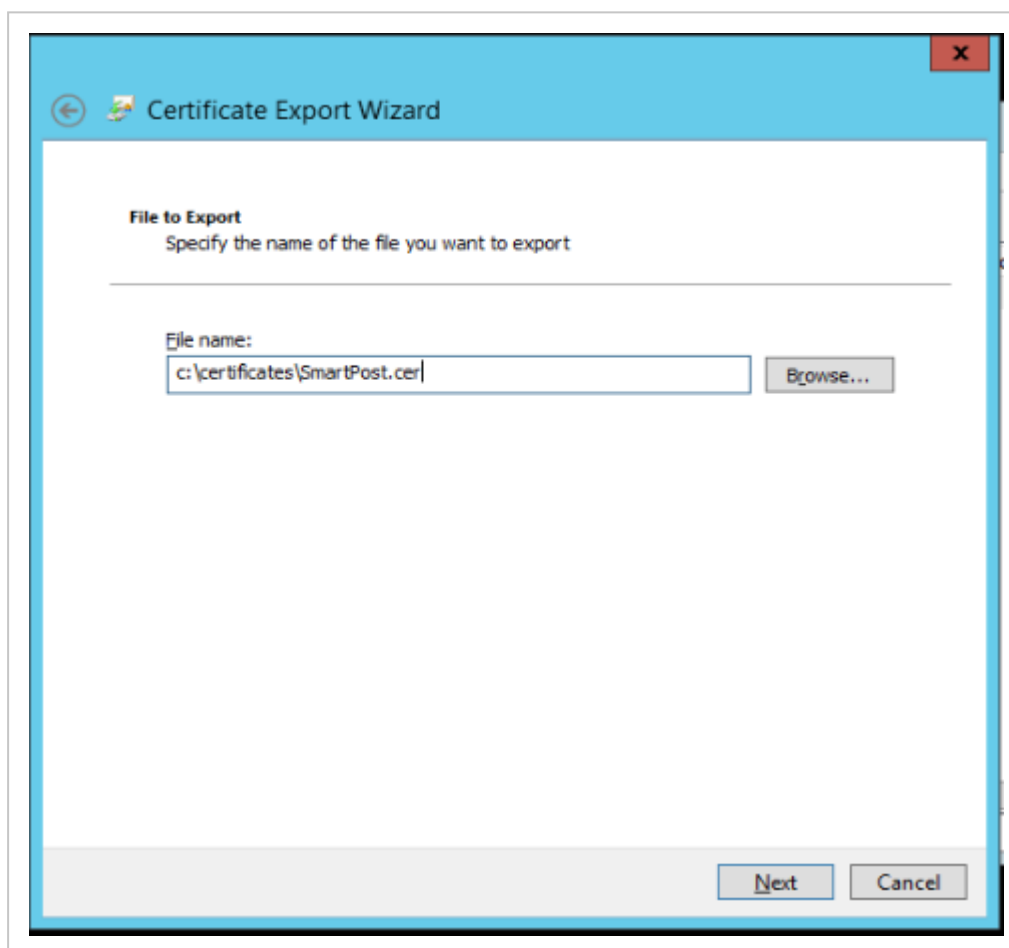 x
Certificate Export Wizard
File to Export
Specify the name of the file you want to export
File name:
c:\certificates\SmartPost.cer
Browse...
Next
Cancel